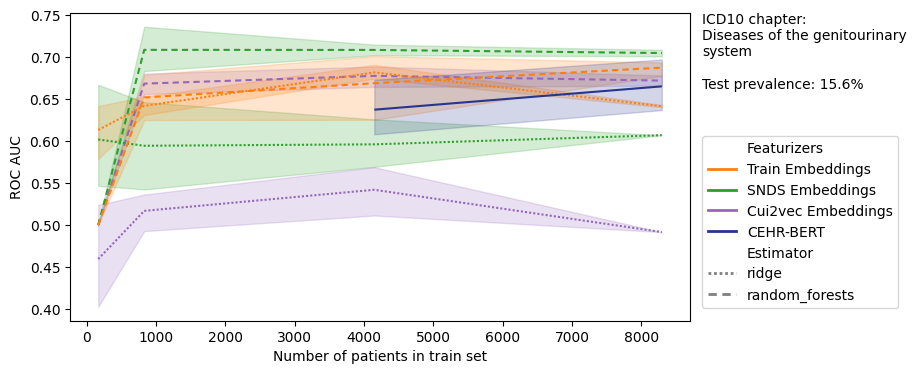 0.75
0.70
0.65
0.60
0.55
0.50
0.45
0.40
ROC AUC
0
1000
2000
3000
4000
5000
6000
7000
8000
Number of patients in train set
ICD10 chapter:
Diseases of the genitourinary
system
Test prevalence: 15.6%
Featurizers
Train Embeddings
SNDS Embeddings
Cui2vec Embeddings
CEHR-BERT
Estimator
ridge
random_forests